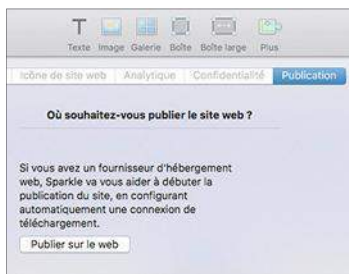 Texte Image Galerie Boîte Boîte large Plus
Icône de site web Analytique Confidentialité Publication
Où souhaitez-vous publier le site web ?
Si vous avez un fournisseur d'hébergement
web, Sparkle va vous aider à débuter la
publication du site, en configurant
automatiquement une connexion de
téléchargement.
Publier sur le web